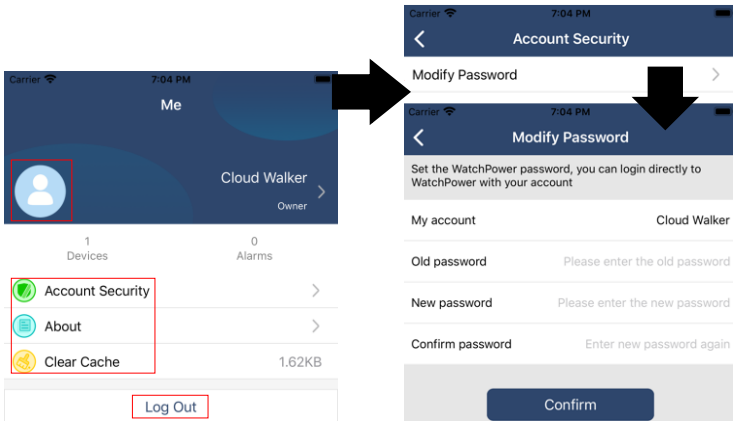 Carrier 7:04 PM
Me
Cloud Walker
Owner
1 0
Devices Alarms
Account Security
About
Clear Cache 1.62KB
Log Out
Carrier 7:04 PM
Account Security
Modify Password
Carrier 7:04 PM
Modify Password
Set the WatchPower password, you can login directly to
WatchPower with your account
My account Cloud Walker
Old password Please enter the old password
New password Please enter the new password
Confirm password Enter new password again
Confirm